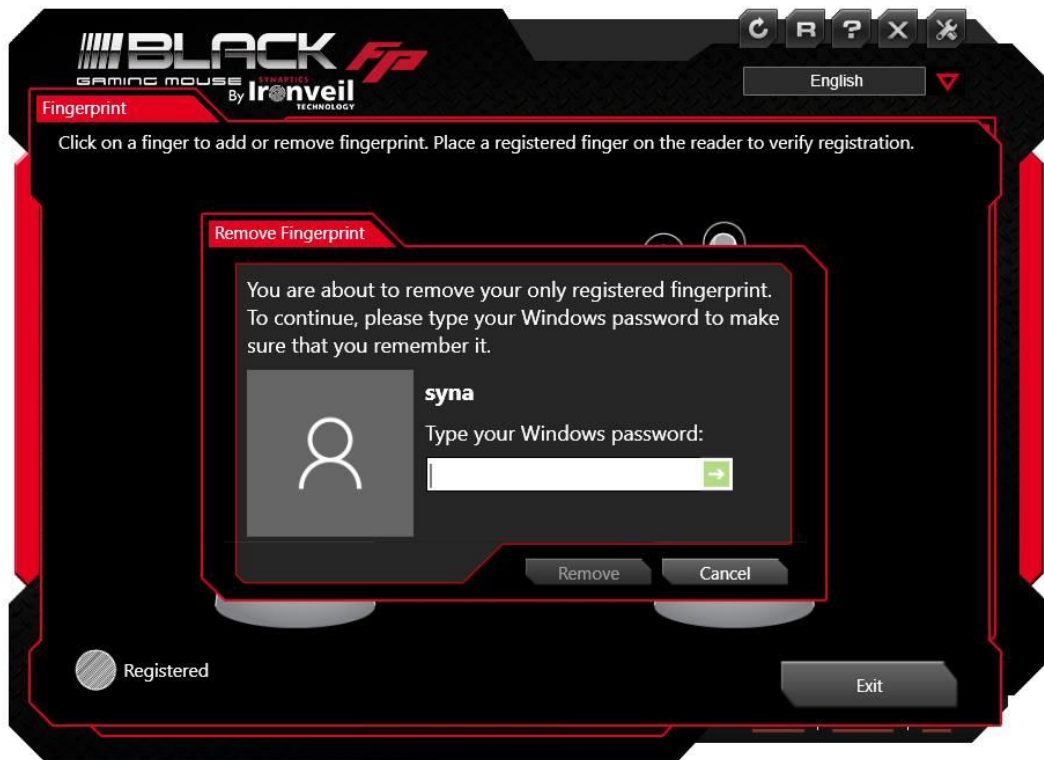 BLACK FP
GAMING MOUSE
By SYNAPTICS Ironveil TECHNOLOGY
R ? X
English
Fingerprint
Click on a finger to add or remove fingerprint. Place a registered finger on the reader to verify registration.
Remove Fingerprint
You are about to remove your only registered fingerprint.
To continue, please type your Windows password to make
sure that you remember it.
syna
Type your Windows password:
Remove
Cancel
Registered
Exit